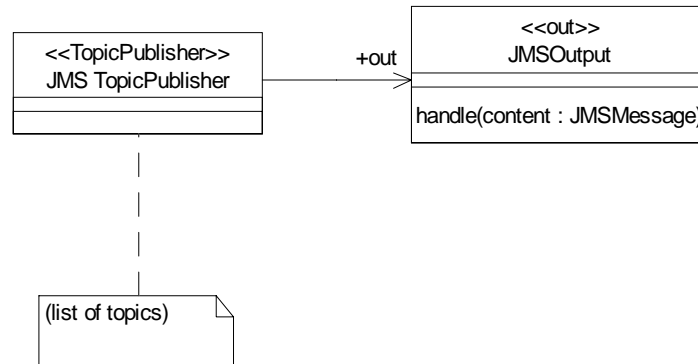 <<TopicPublisher>>
JMS TopicPublisher
+out
<<out>>
JMSOutput
handle(content : JMSMessage)
(list of topics)